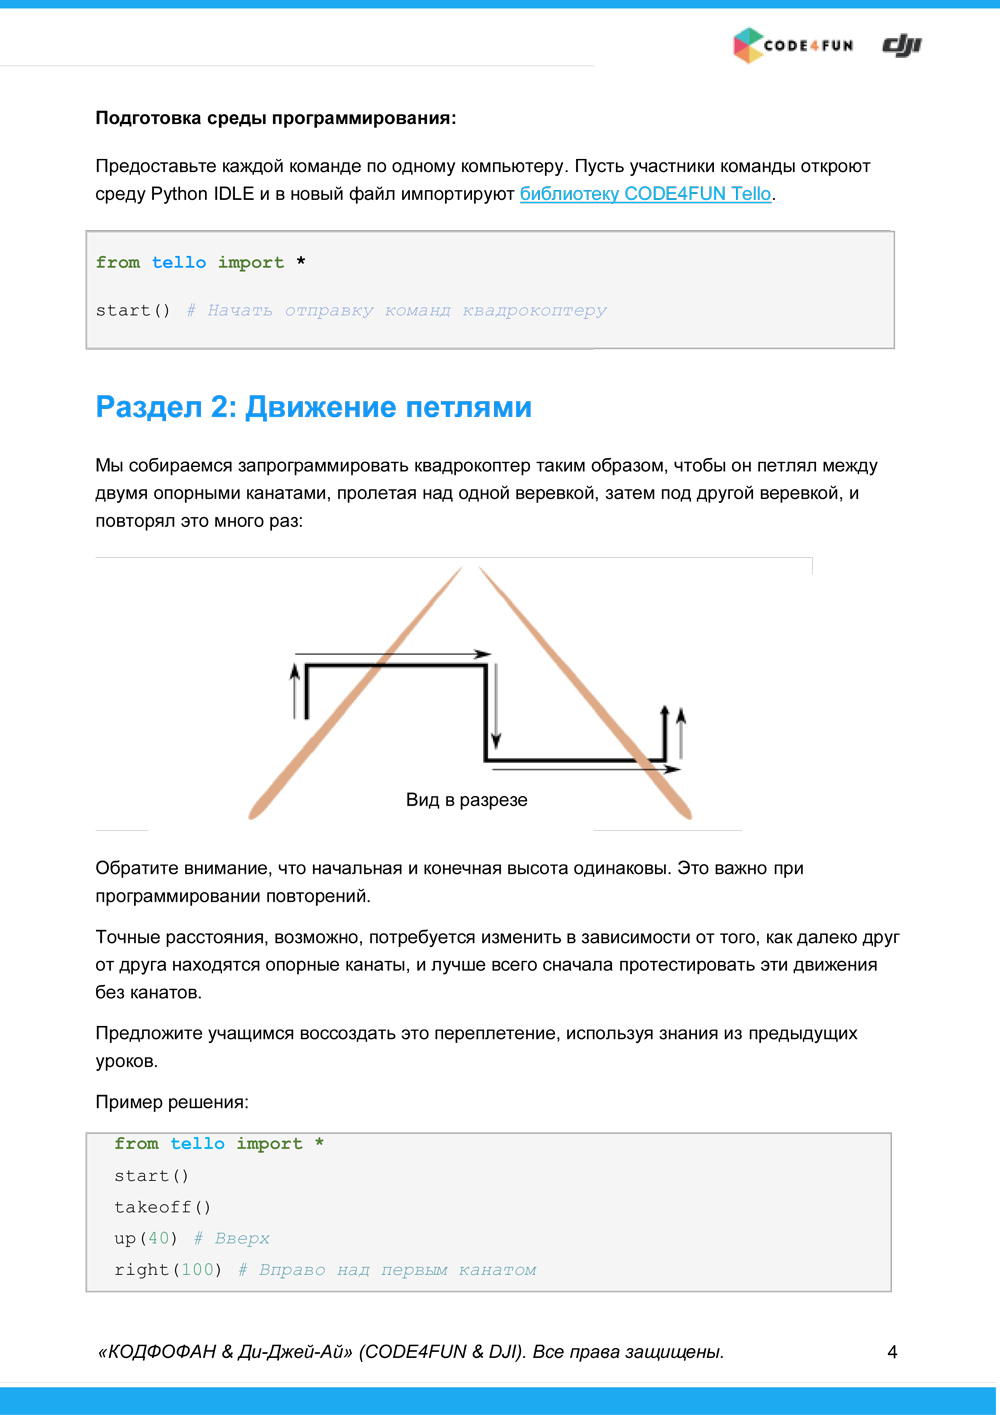 CODE4FUN dji
Подготовка среды программирования:
Предоставьте каждой команде по одному компьютеру. Пусть участники команды откроют
среду Python IDLE и в новый файл импортируют библиотеку CODE4FUN Tello.
from tello import *
start() # Начать отправку команд квадрокоптеру
Раздел 2: Движение петлями
Мы собираемся запрограммировать квадрокоптер таким образом, чтобы он петлял между
двумя опорными канатами, пролетая над одной веревкой, затем под другой веревкой, и
повторял это много раз:
Вид в разрезе
Обратите внимание, что начальная и конечная высота одинаковы. Это важно при
программировании повторений.
Точные расстояния, возможно, потребуется изменить в зависимости от того, как далеко друг
от друга находятся опорные канаты, и лучше всего сначала протестировать эти движения
без канатов.
Предложите учащимся воссоздать это переплетение, используя знания из предыдущих
уроков.
Пример решения:
from tello import *
start()
takeoff()
up(40) # Вверх
right(100) # Вправо над первым канатом
«КОДФОФАН & Ди-Джей-Ай» (CODE4FUN & DJI). Все права защищены. 4